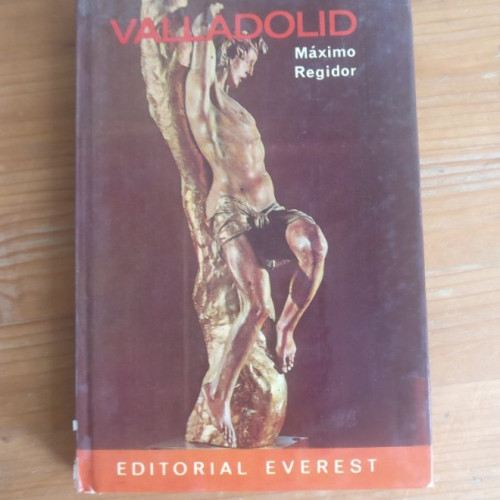 VALLADOLID
Máximo
Regidor
EDITORIAL EVEREST